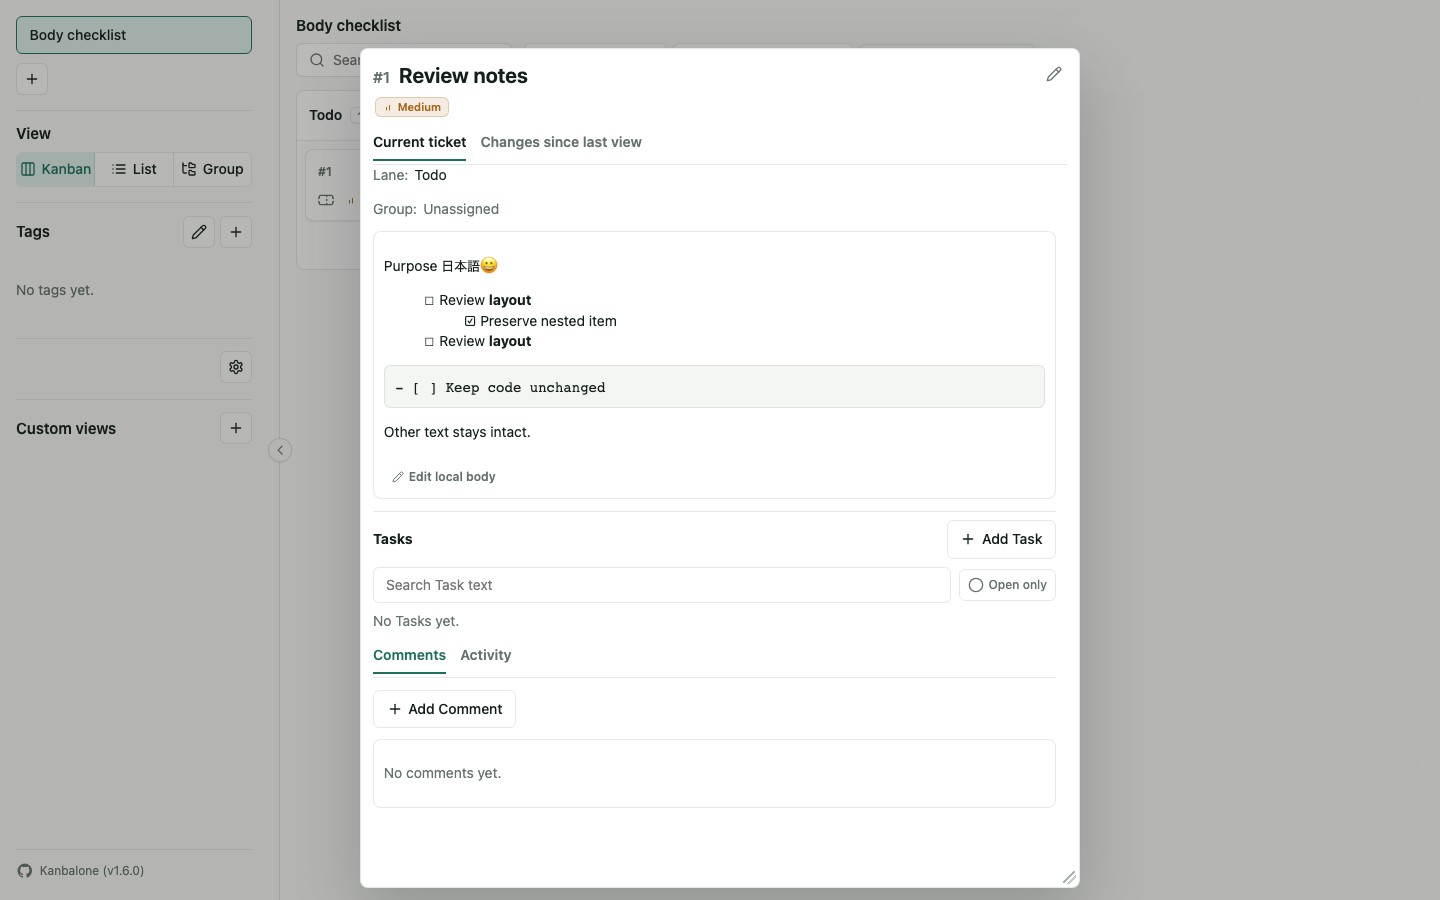 Body checklist
View
Kanban
List
Group
Tags
No tags yet.
Custom views
Kanbalone (v1.6.0)
Body checklist
Sear
Todo
#1
#1 Review notes
Medium
Current ticket
Changes since last view
Lane: Todo
Group: Unassigned
Purpose 日本語😀
☐ Review layout
☑ Preserve nested item
☐ Review layout
- [ ] Keep code unchanged
Other text stays intact.
Edit local body
Tasks
Add Task
Search Task text
Open only
No Tasks yet.
Comments
Activity
Add Comment
No comments yet.